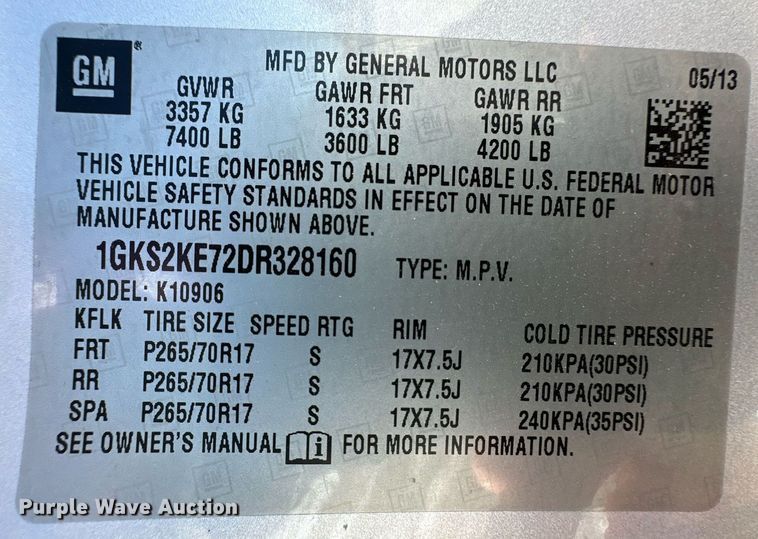 GM ®
MFD BY GENERAL MOTORS LLC
05/13
GVWR GAWR FRT GAWR RR
3357 KG 1633 KG 1905 KG
7400 LB 3600 LB 4200 LB
THIS VEHICLE CONFORMS TO ALL APPLICABLE U.S. FEDERAL MOTOR
VEHICLE SAFETY STANDARDS IN EFFECT ON THE DATE OF
MANUFACTURE SHOWN ABOVE.
1GKS2KE72DR328160 TYPE: M.P.V.
MODEL: K10906
KFLK TIRE SIZE SPEED RTG RIM COLD TIRE PRESSURE
FRT P265/70R17 S 17X7.5J 210KPA(30PSI)
RR P265/70R17 S 17X7.5J 210KPA(30PSI)
SPA P265/70R17 S 17X7.5J 240KPA(35PSI)
SEE OWNER'S MANUAL i FOR MORE INFORMATION.
Purple Wave Auction